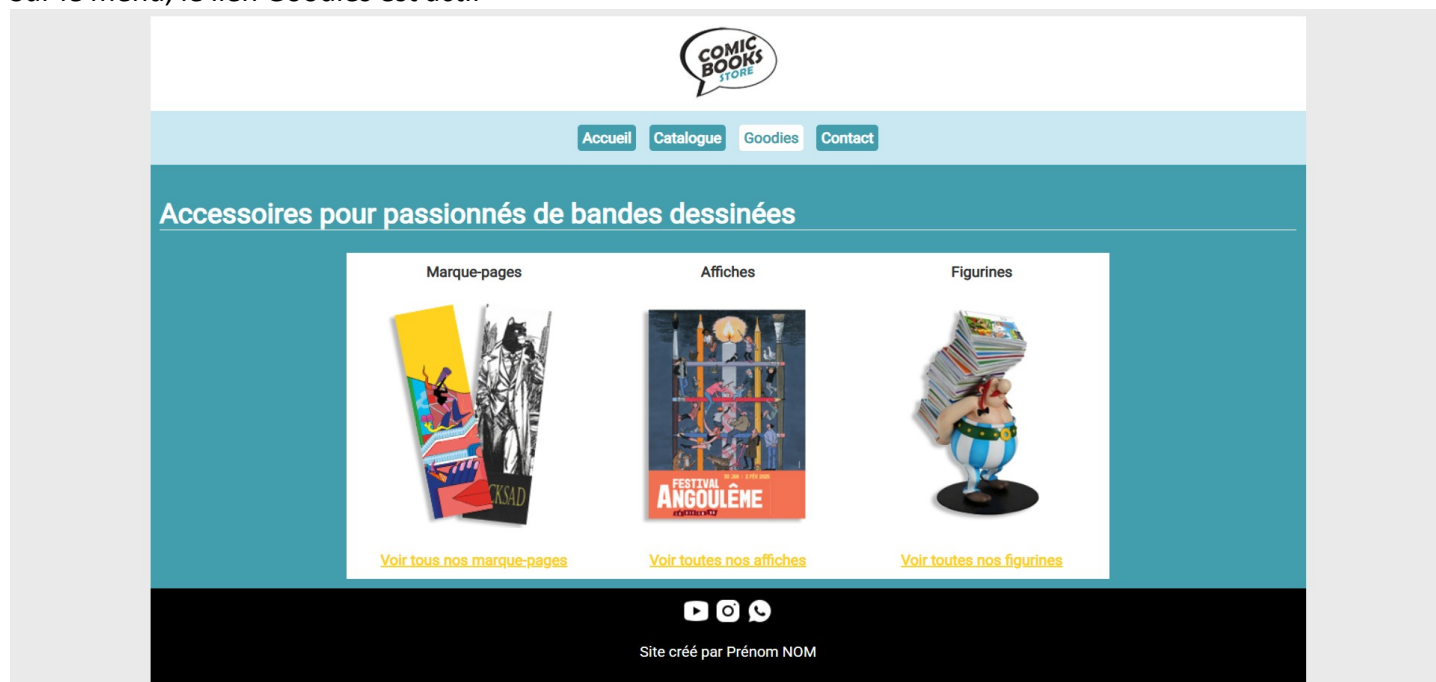 sur le menu, le lien Goodies est actif
COMIC
BOOKS
STORE
Accueil Catalogue Goodies Contact
Accessoires pour passionnés de bandes dessinées
Marque-pages Affiches Figurines
CKSAD
FESTIVAL
ANGOULÊME
Voir tous nos marque-pages Voir toutes nos affiches Voir toutes nos figurines
Site créé par Prénom NOM